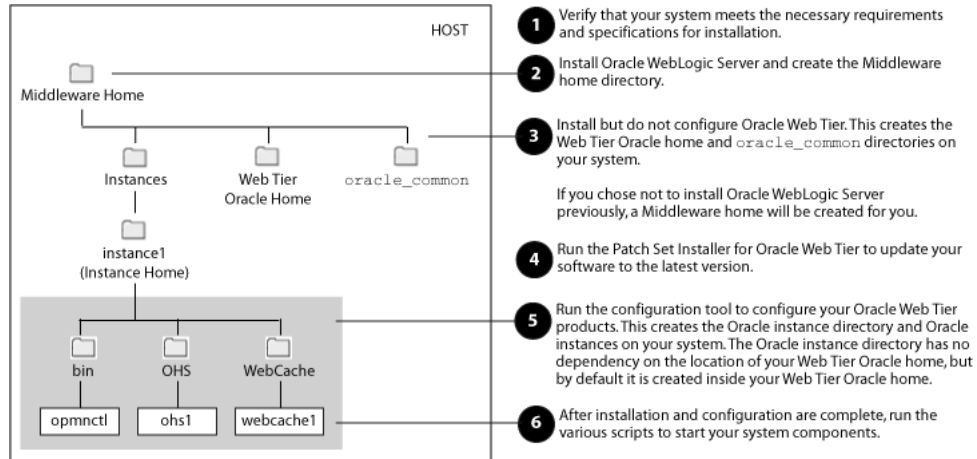 HOST
Middleware Home
Instances
Web Tier
Oracle Home
oracle_common
instance1
(Instance Home)
bin
OHS
WebCache
opmnctl
ohs1
webcache1
1
Verify that your system meets the necessary requirements
and specifications for installation.
2
Install Oracle WebLogic Server and create the Middleware
home directory.
3
Install but do not configure Oracle Web Tier. This creates the
Web Tier Oracle home and oracle_common directories on
your system.
If you chose not to install Oracle WebLogic Server
previously, a Middleware home will be created for you.
4
Run the Patch Set Installer for Oracle Web Tier to update your
software to the latest version.
5
Run the configuration tool to configure your Oracle Web Tier
products. This creates the Oracle instance directory and Oracle
instances on your system. The Oracle instance directory has no
dependency on the location of your Web Tier Oracle home, but
by default it is created inside your Web Tier Oracle home.
6
After installation and configuration are complete, run the
various scripts to start your system components.